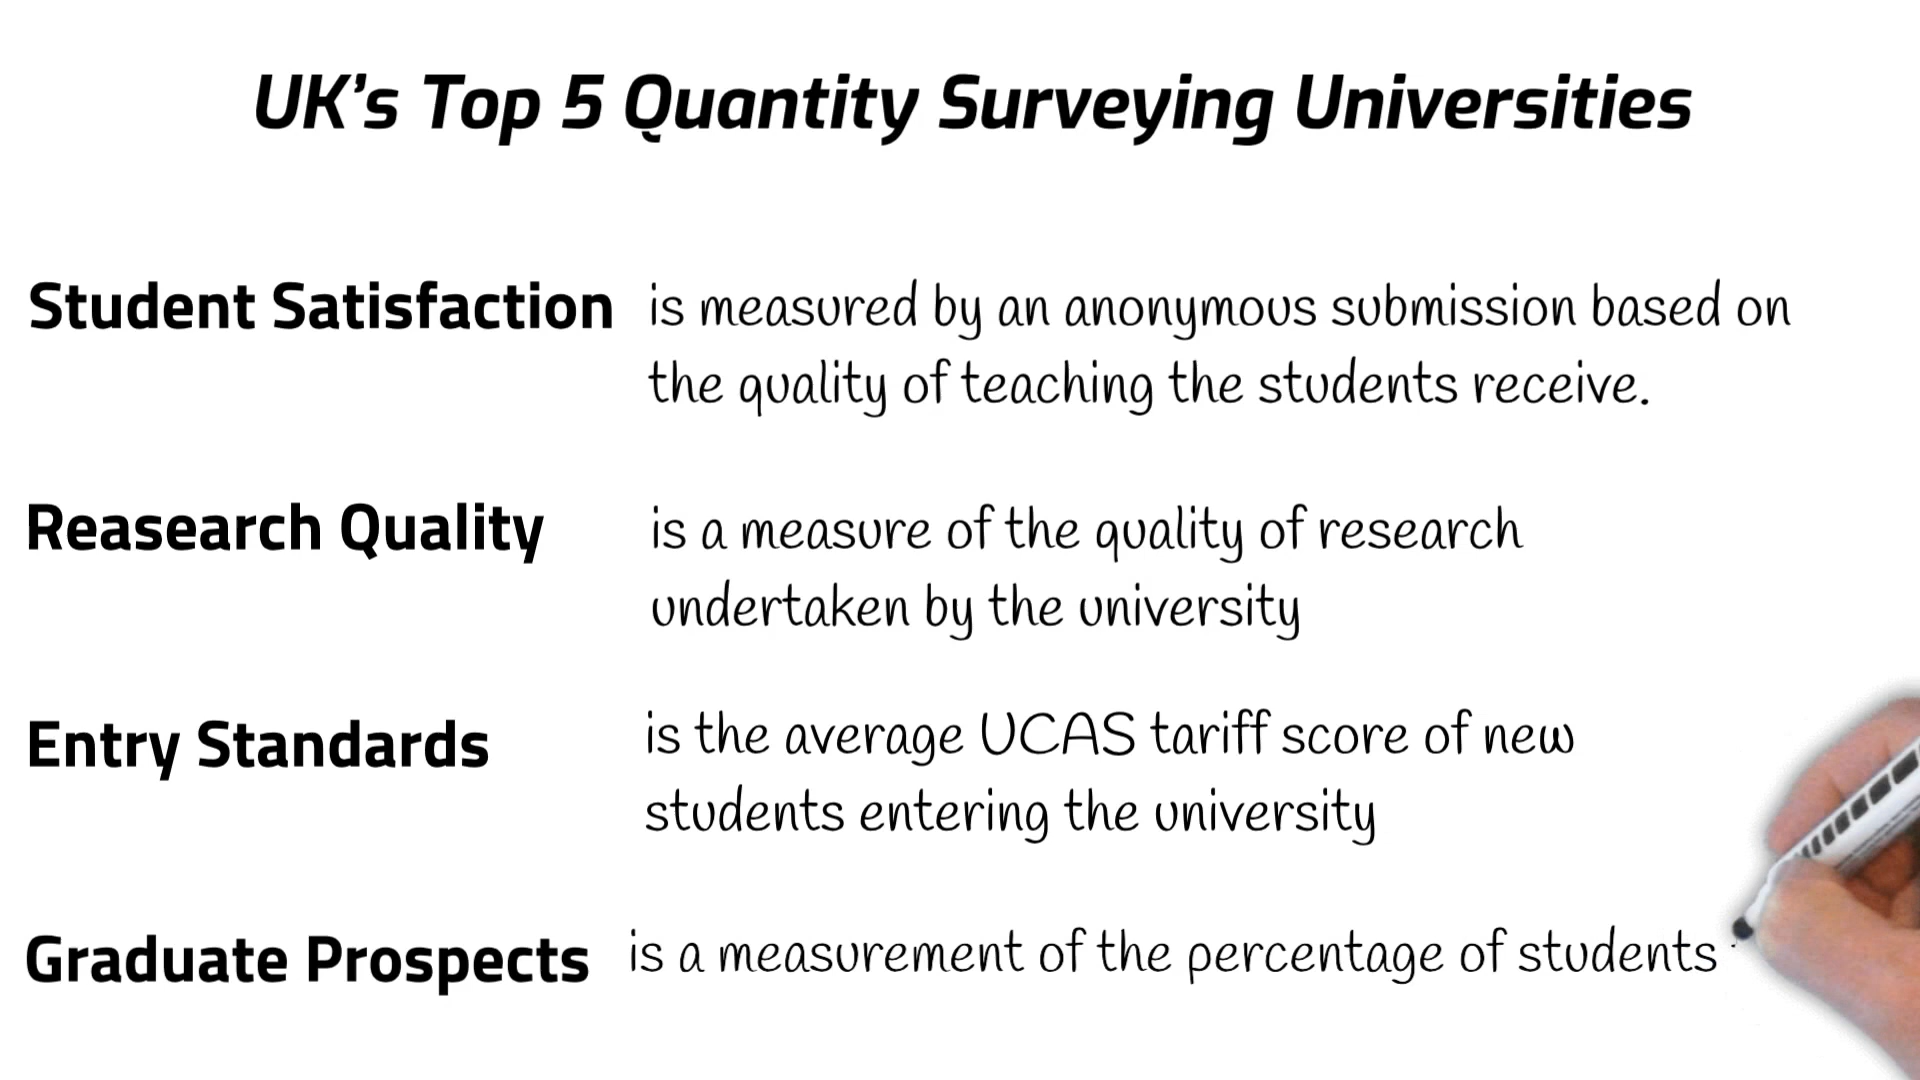 UK's Top 5 Quantity Surveying Universities
Student Satisfaction is measured by an anonymous submission based on
the quality of teaching the students receive.
Reasearch Quality is a measure of the quality of research
undertaken by the university
Entry Standards is the average UCAS tariff score of new
students entering the university
Graduate Prospects is a measurement of the percentage of students